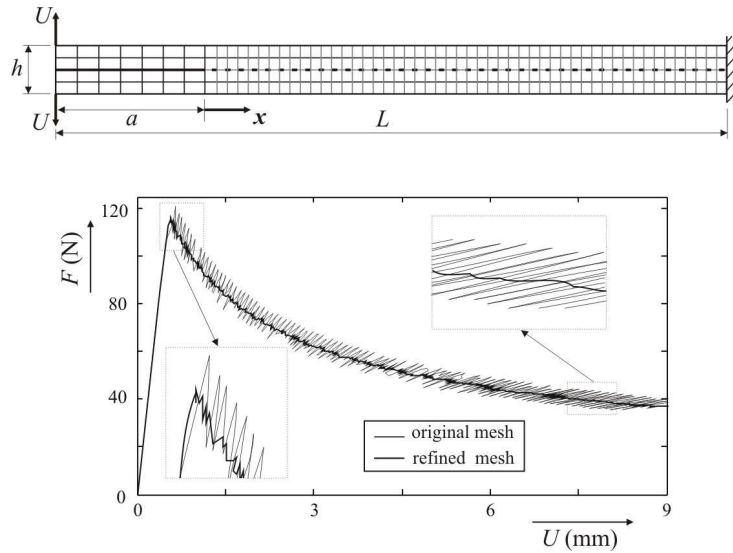 U
h
U
a
x
L
120
F (N)
80
40
0
original mesh
refined mesh
0
3
6
9
U (mm)